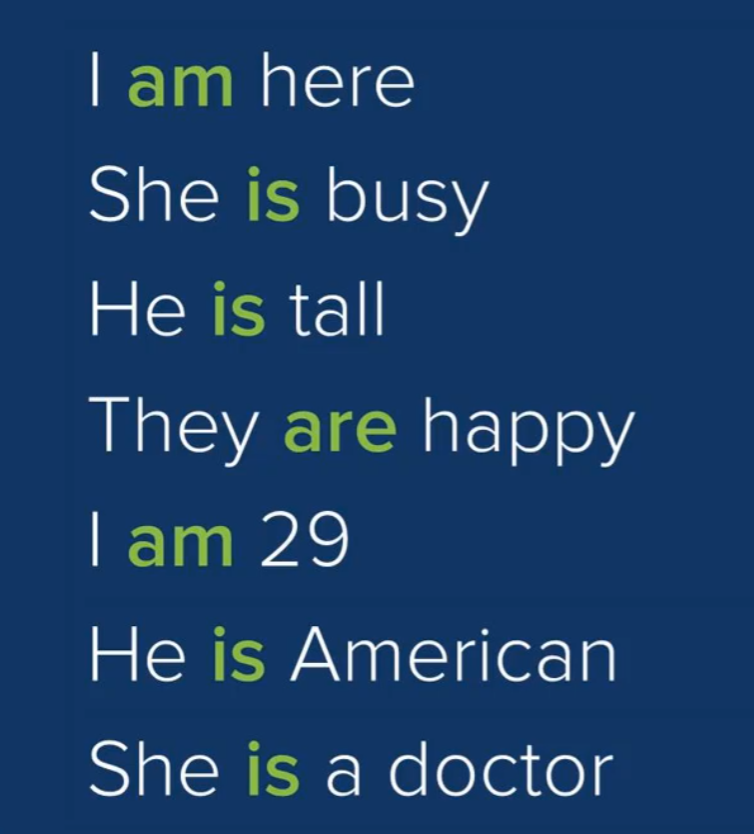 I am here
She is busy
He is tall
They are happy
I am 29
He is American
She is a doctor